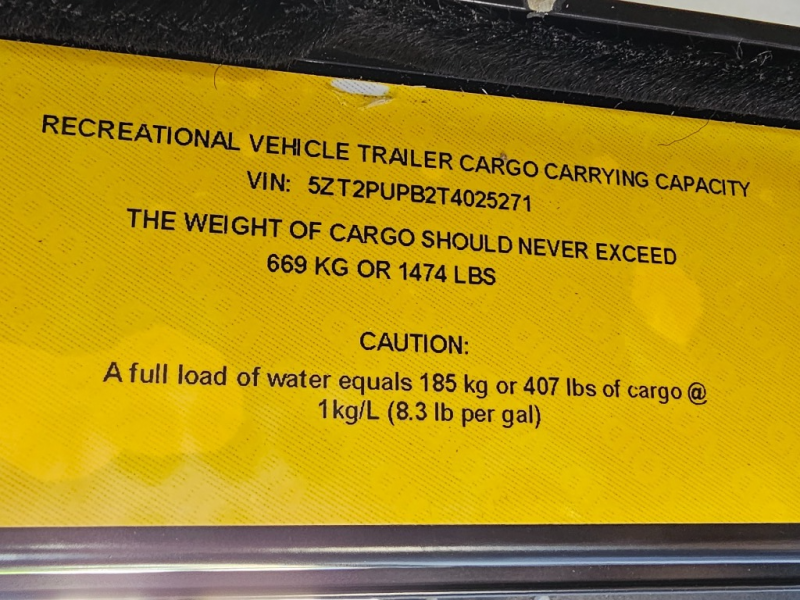 RECREATIONAL VEHICLE TRAILER CARGO CARRYING CAPACITY
VIN: 5ZT2PUPB2T4025271
THE WEIGHT OF CARGO SHOULD NEVER EXCEED
669 KG OR 1474 LBS
CAUTION:
A full load of water equals 185 kg or 407 lbs of cargo @
1kg/L (8.3 lb per gal)